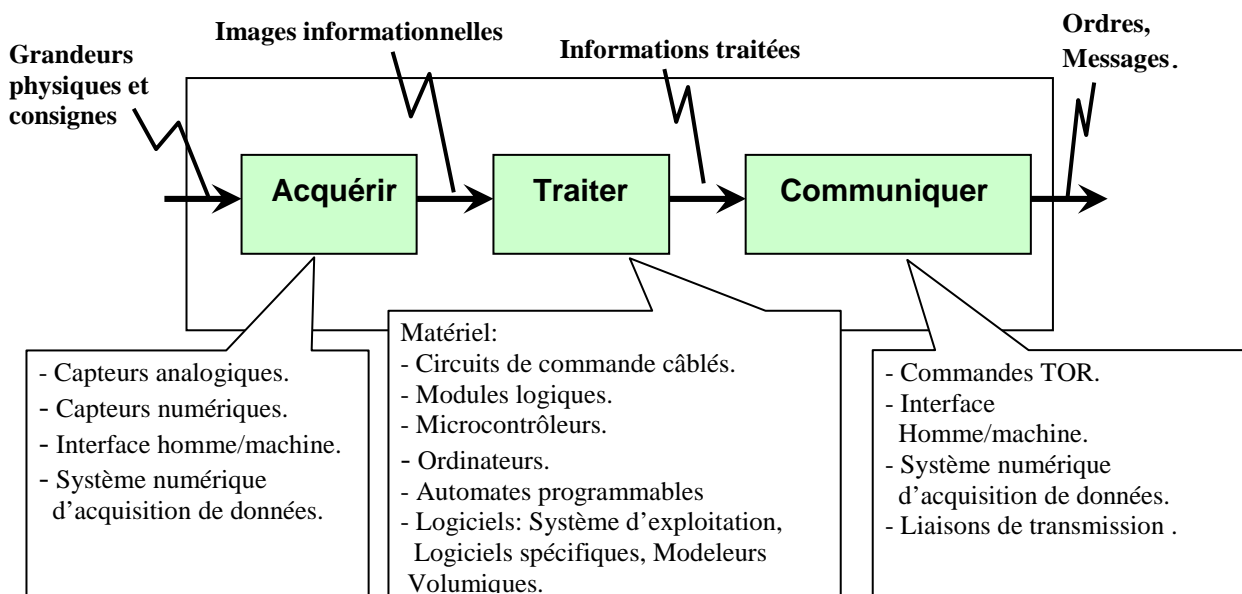 Grandeurs
physiques et
consignes
Images informationnelles
Informations traitées
Ordres,
Messages.
Acquérir
Traiter
Communiquer
- Capteurs analogiques.
- Capteurs numériques.
- Interface homme/machine.
- Système numérique
d’acquisition de données.
Matériel:
- Circuits de commande câblés.
- Modules logiques.
- Microcontrôleurs.
- Ordinateurs.
- Automates programmables
- Logiciels: Système d’exploitation,
Logiciels spécifiques, Modeleurs
Volumiques.
- Commandes TOR.
- Interface
Homme/machine.
- Système numérique
d’acquisition de données.
- Liaisons de transmission .